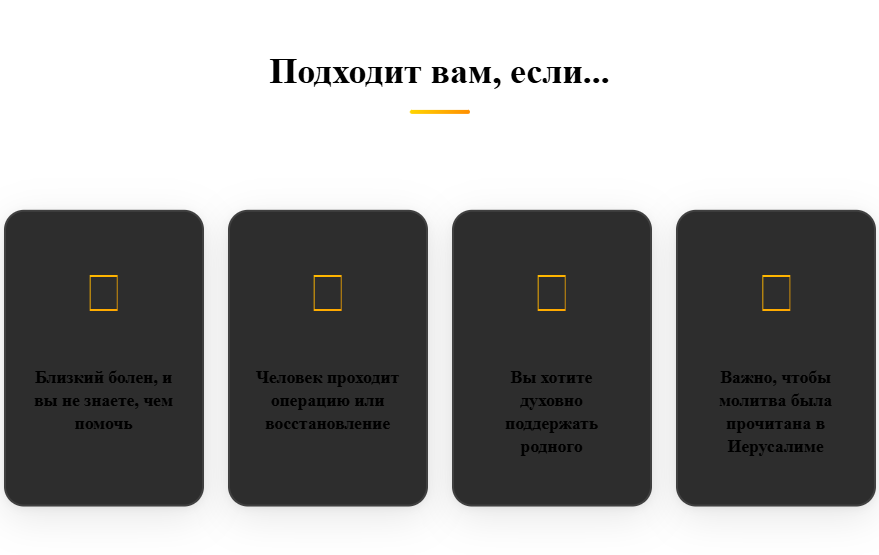 Подходит вам, если...
Близкий болен, и
вы не знаете, чем
помочь
Человек проходит
операцию или
восстановление
Вы хотите
духовно
поддержать
родного
Важно, чтобы
молитва была
прочитана в
Иерусалиме